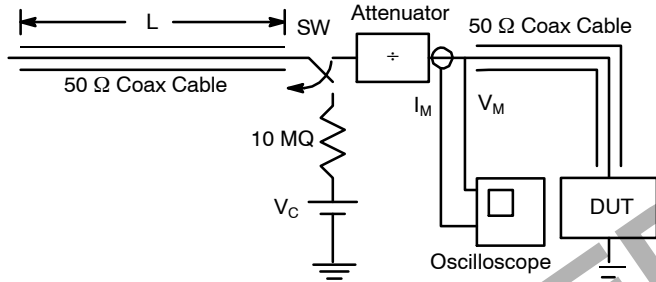 L
SW
Attenuator
÷
50 Ω Coax Cable
50 Ω Coax Cable
I_M
V_M
10 MΩ
V_C
DUT
Oscilloscope